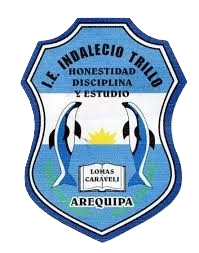 I.E. INDALECIO TRILLO
HONESTIDAD
DISCIPLINA
Y ESTUDIO
LOMAS
CARAVELI
AREQUIPA